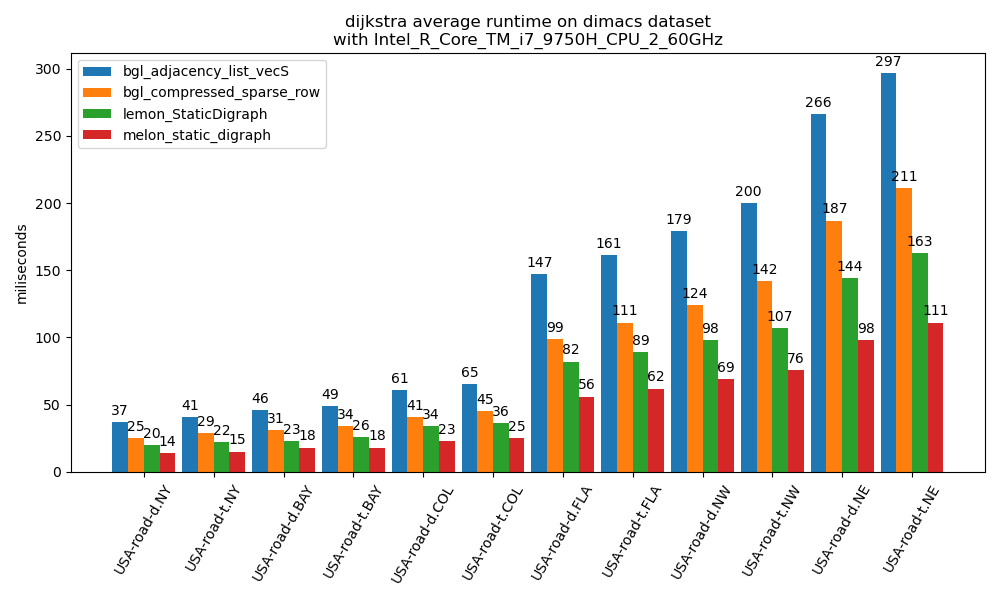 dijkstra average runtime on dimacs dataset
with Intel_R_Core_TM_i7_9750H_CPU_2_60GHz
bgl_adjacency_list_vecS
bgl_compressed_sparse_row
lemon_StaticDigraph
melon_static_digraph
miliseconds
300
250
200
150
100
50
0
37 25 20 14
41 29 22 15
46 31 23 18
49 34 26 18
61 41 34 23
65 45 36 25
147 99 82 56
161 111 89 62
179 124 98 69
200 142 107 76
266 187 144 98
297 211 163 111
USA-road-d.NY
USA-road-t.NY
USA-road-d.BAY
USA-road-t.BAY
USA-road-d.COL
USA-road-t.COL
USA-road-d.FLA
USA-road-t.FLA
USA-road-d.NW
USA-road-t.NW
USA-road-d.NE
USA-road-t.NE